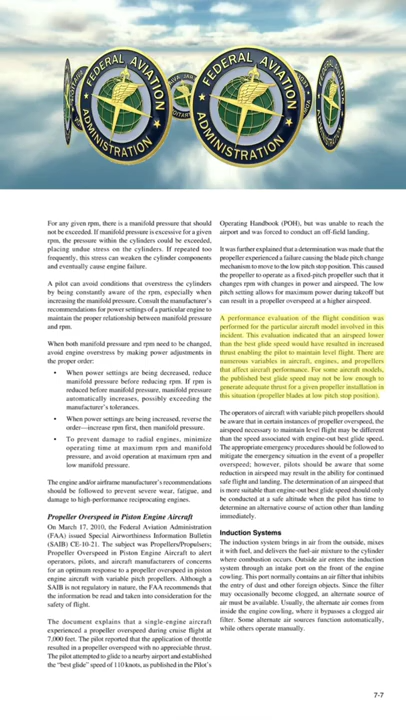 FEDERAL AVIATION
ADMINISTRATION
FEDERAL AVIATION
ADMINISTRATION
For any given rpm, there is a manifold pressure that should
not be exceeded. If manifold pressure is excessive for a given
rpm, the pressure within the cylinders could be exceeded,
placing undue stress on the cylinders. If repeated too
frequently, this stress can weaken the cylinder components
and eventually cause engine failure.
A pilot can avoid conditions that overstress the cylinders
by being constantly aware of the rpm, especially when
increasing the manifold pressure. Consult the manufacturer's
recommendations for power settings of a particular engine to
maintain the proper relationship between manifold pressure
and rpm.
When both manifold pressure and rpm need to be changed,
avoid engine overstress by making power adjustments in
the proper order:
• When power settings are being decreased, reduce
manifold pressure before reducing rpm. If rpm is
reduced before manifold pressure, manifold pressure
automatically increases, possibly exceeding the
manufacturer's tolerances.
• When power settings are being increased, reverse the
order—increase rpm first, then manifold pressure.
• To prevent damage to radial engines, minimize
operating time at maximum rpm and manifold
pressure, and avoid operation at maximum rpm and
low manifold pressure.
The engine and/or airframe manufacturer's recommendations
should be followed to prevent severe wear, fatigue, and
damage to high-performance reciprocating engines.
Propeller Overspeed in Piston Engine Aircraft
On March 17, 2010, the Federal Aviation Administration
(FAA) issued Special Airworthiness Information Bulletin
(SAIB) CE-10-21. The subject was Propellers/Propulsers;
Propeller Overspeed in Piston Engine Aircraft to alert
operators, pilots, and aircraft manufacturers of concerns
for an optimum response to a propeller overspeed in piston
engine aircraft with variable pitch propellers. Although a
SAIB is not regulatory in nature, the FAA recommends that
the information be read and taken into consideration for the
safety of flight.
The document explains that a single-engine aircraft
experienced a propeller overspeed during cruise flight at
7,000 feet. The pilot reported that the application of throttle
resulted in a propeller overspeed with no appreciable thrust.
The pilot attempted to glide to a nearby airport and established
the "best glide" speed of 110 knots, as published in the Pilot's
Operating Handbook (POH), but was unable to reach the
airport and was forced to conduct an off-field landing.
It was further explained that a determination was made that the
propeller experienced a failure causing the blade pitch change
mechanism to move to the low pitch stop position. This caused
the propeller to operate as a fixed-pitch propeller such that it
changes rpm with changes in power and airspeed. The low
pitch setting allows for maximum power during takeoff but
can result in a propeller overspeed at a higher airspeed.
A performance evaluation of the flight condition was
performed for the particular aircraft model involved in this
incident. This evaluation indicated that an airspeed lower
than the best glide speed would have resulted in increased
thrust enabling the pilot to maintain level flight. There are
numerous variables in aircraft, engines, and propellers
that affect aircraft performance. For some aircraft models,
the published best glide speed may not be low enough to
generate adequate thrust for a given propeller installation in
this situation (propeller blades at low pitch stop position).
The operators of aircraft with variable pitch propellers should
be aware that in certain instances of propeller overspeed, the
airspeed necessary to maintain level flight may be different
than the speed associated with engine-out best glide speed.
The appropriate emergency procedures should be followed to
mitigate the emergency situation in the event of a propeller
overspeed; however, pilots should be aware that some
reduction in airspeed may result in the ability for continued
safe flight and landing. The determination of an airspeed that
is more suitable than engine-out best glide speed should only
be conducted at a safe altitude when the pilot has time to
determine an alternative course of action other than landing
immediately.
Induction Systems
The induction system brings in air from the outside, mixes
it with fuel, and delivers the fuel-air mixture to the cylinder
where combustion occurs. Outside air enters the induction
system through an intake port on the front of the engine
cowling. This port normally contains an air filter that inhibits
the entry of dust and other foreign objects. Since the filter
may occasionally become clogged, an alternate source of
air must be available. Usually, the alternate air comes from
inside the engine cowling, where it bypasses a clogged air
filter. Some alternate air sources function automatically,
while others operate manually.
7-7